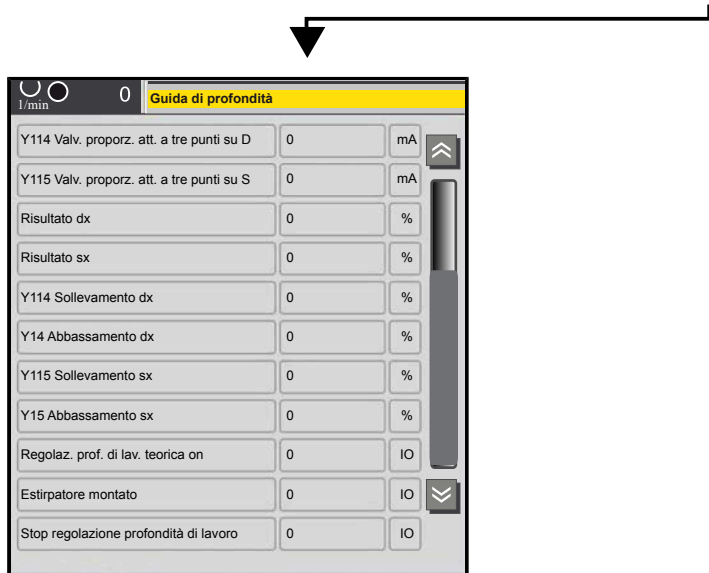 1/min 0 Guida di profondità
Y114 Valv. proporz. att. a tre punti su D 0 mA
Y115 Valv. proporz. att. a tre punti su S 0 mA
Risultato dx 0 %
Risultato sx 0 %
Y114 Sollevamento dx 0 %
Y14 Abbassamento dx 0 %
Y115 Sollevamento sx 0 %
Y15 Abbassamento sx 0 %
Regolaz. prof. di lav. teorica on 0 IO
Estirpatore montato 0 IO
Stop regolazione profondità di lavoro 0 IO